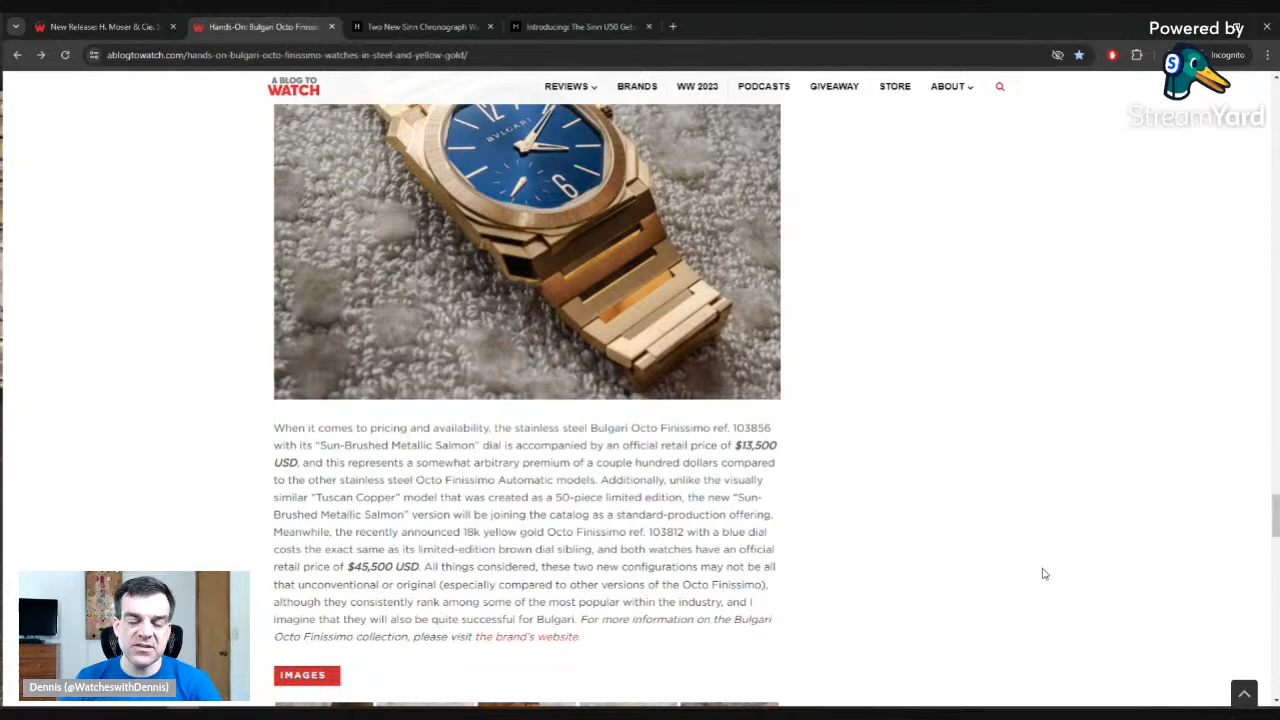 New Release: H. Moser & Cie. S
Hands-On: Bulgari Octo Finissi
Two New Sinn Chronograph W
Introducing: The Sinn U50 Gets
ablogtowatch.com/hands-on-bulgari-octo-finissimo-watches-in-steel-and-yellow-gold/
Incognito
Powered by
S
StreamYard
A BLOG TO
WATCH
REVIEWS
BRANDS
WW 2023
PODCASTS
GIVEAWAY
STORE
ABOUT
BVLGARI
6
When it comes to pricing and availability, the stainless steel Bulgari Octo Finissimo ref. 103856
with its “Sun-Brushed Metallic Salmon” dial is accompanied by an official retail price of $13,500
USD, and this represents a somewhat arbitrary premium of a couple hundred dollars compared
to the other stainless steel Octo Finissimo Automatic models. Additionally, unlike the visually
similar “Tuscan Copper” model that was created as a 50-piece limited edition, the new “Sun-
Brushed Metallic Salmon” version will be joining the catalog as a standard-production offering.
Meanwhile, the recently announced 18k yellow gold Octo Finissimo ref. 103812 with a blue dial
costs the exact same as its limited-edition brown dial sibling, and both watches have an official
retail price of $45,500 USD. All things considered, these two new configurations may not be all
that unconventional or original (especially compared to other versions of the Octo Finissimo),
although they consistently rank among some of the most popular within the industry, and I
imagine that they will also be quite successful for Bulgari. For more information on the Bulgari
Octo Finissimo collection, please visit the brand’s website.
IMAGES
Dennis (@WatcheswithDennis)